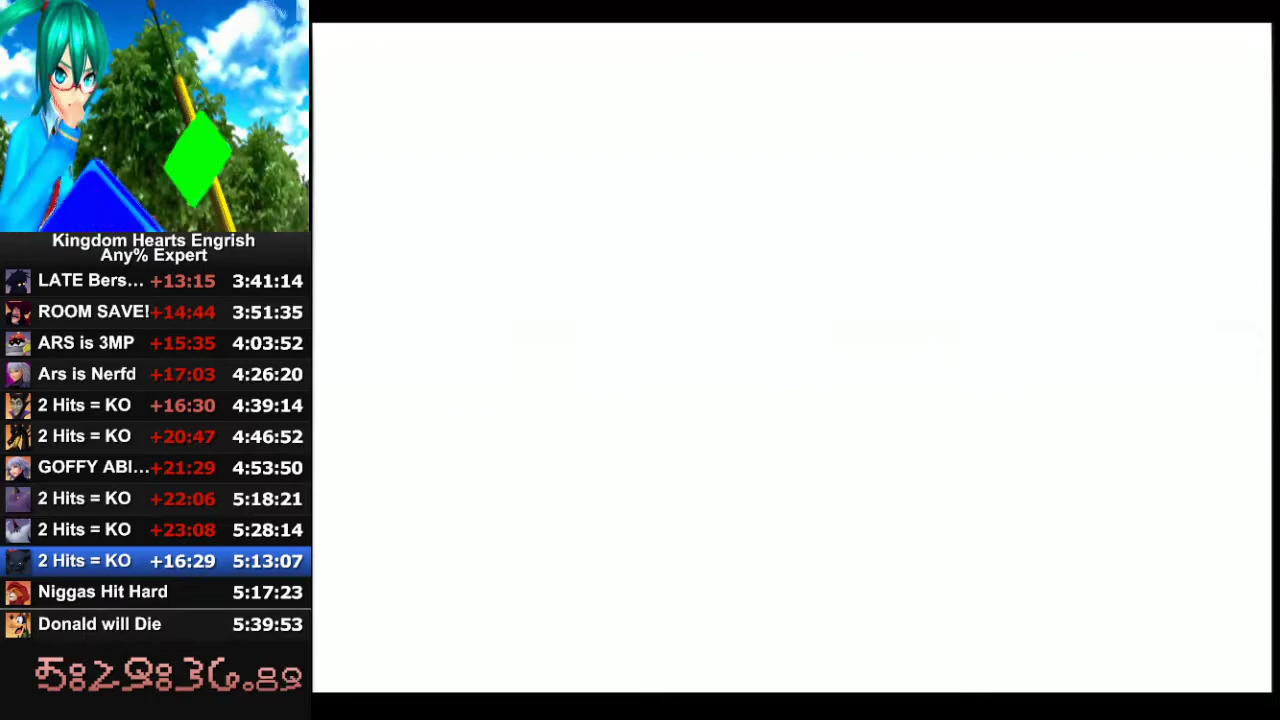 Kingdom Hearts Engrish
Any% Expert
LATE Bers... +13:15 3:41:14
ROOM SAVE! +14:44 3:51:35
ARS is 3MP +15:35 4:03:52
Ars is Nerfd +17:03 4:26:20
2 Hits = KO +16:30 4:39:14
2 Hits = KO +20:47 4:46:52
GOFFY ABI... +21:29 4:53:50
2 Hits = KO +22:06 5:18:21
2 Hits = KO +23:08 5:28:14
2 Hits = KO +16:29 5:13:07
Niggas Hit Hard 5:17:23
Donald will Die 5:39:53
5:29:36.89